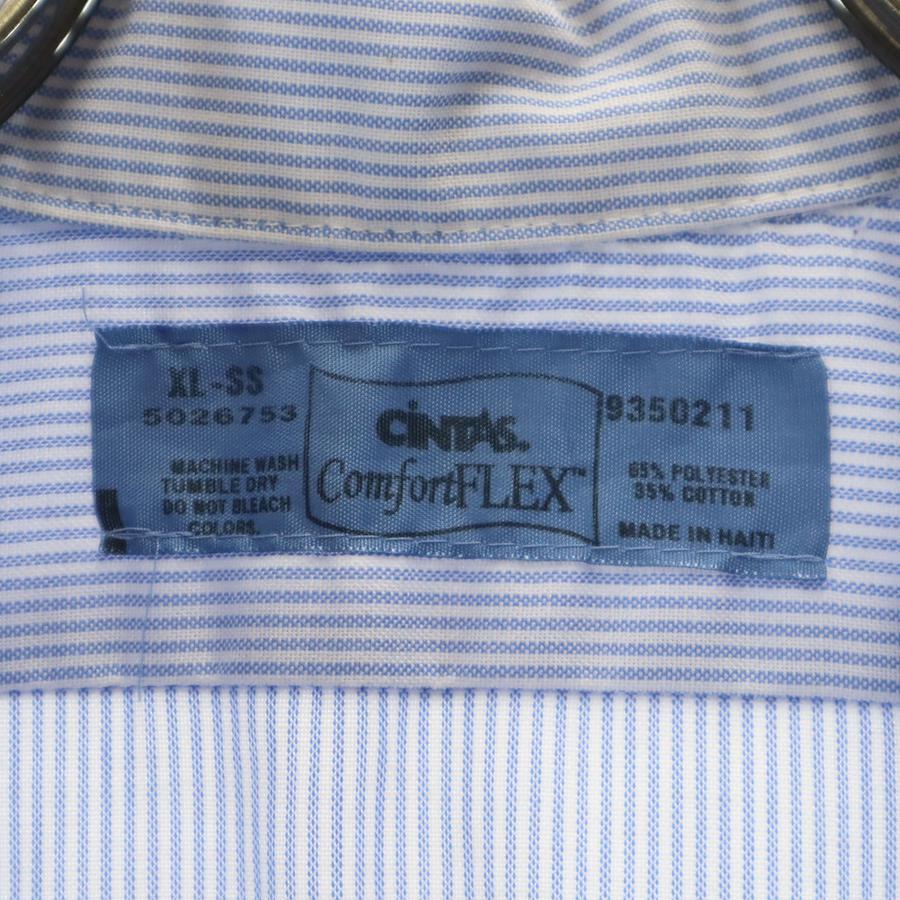 XL-SS
5026753
MACHINE WASH
TUMBLE DRY
DO NOT BLEACH
COLORS.
CiNTAS.
ComfortFLEX™
9350211
65% POLYESTER
35% COTTON
MADE IN HAITI